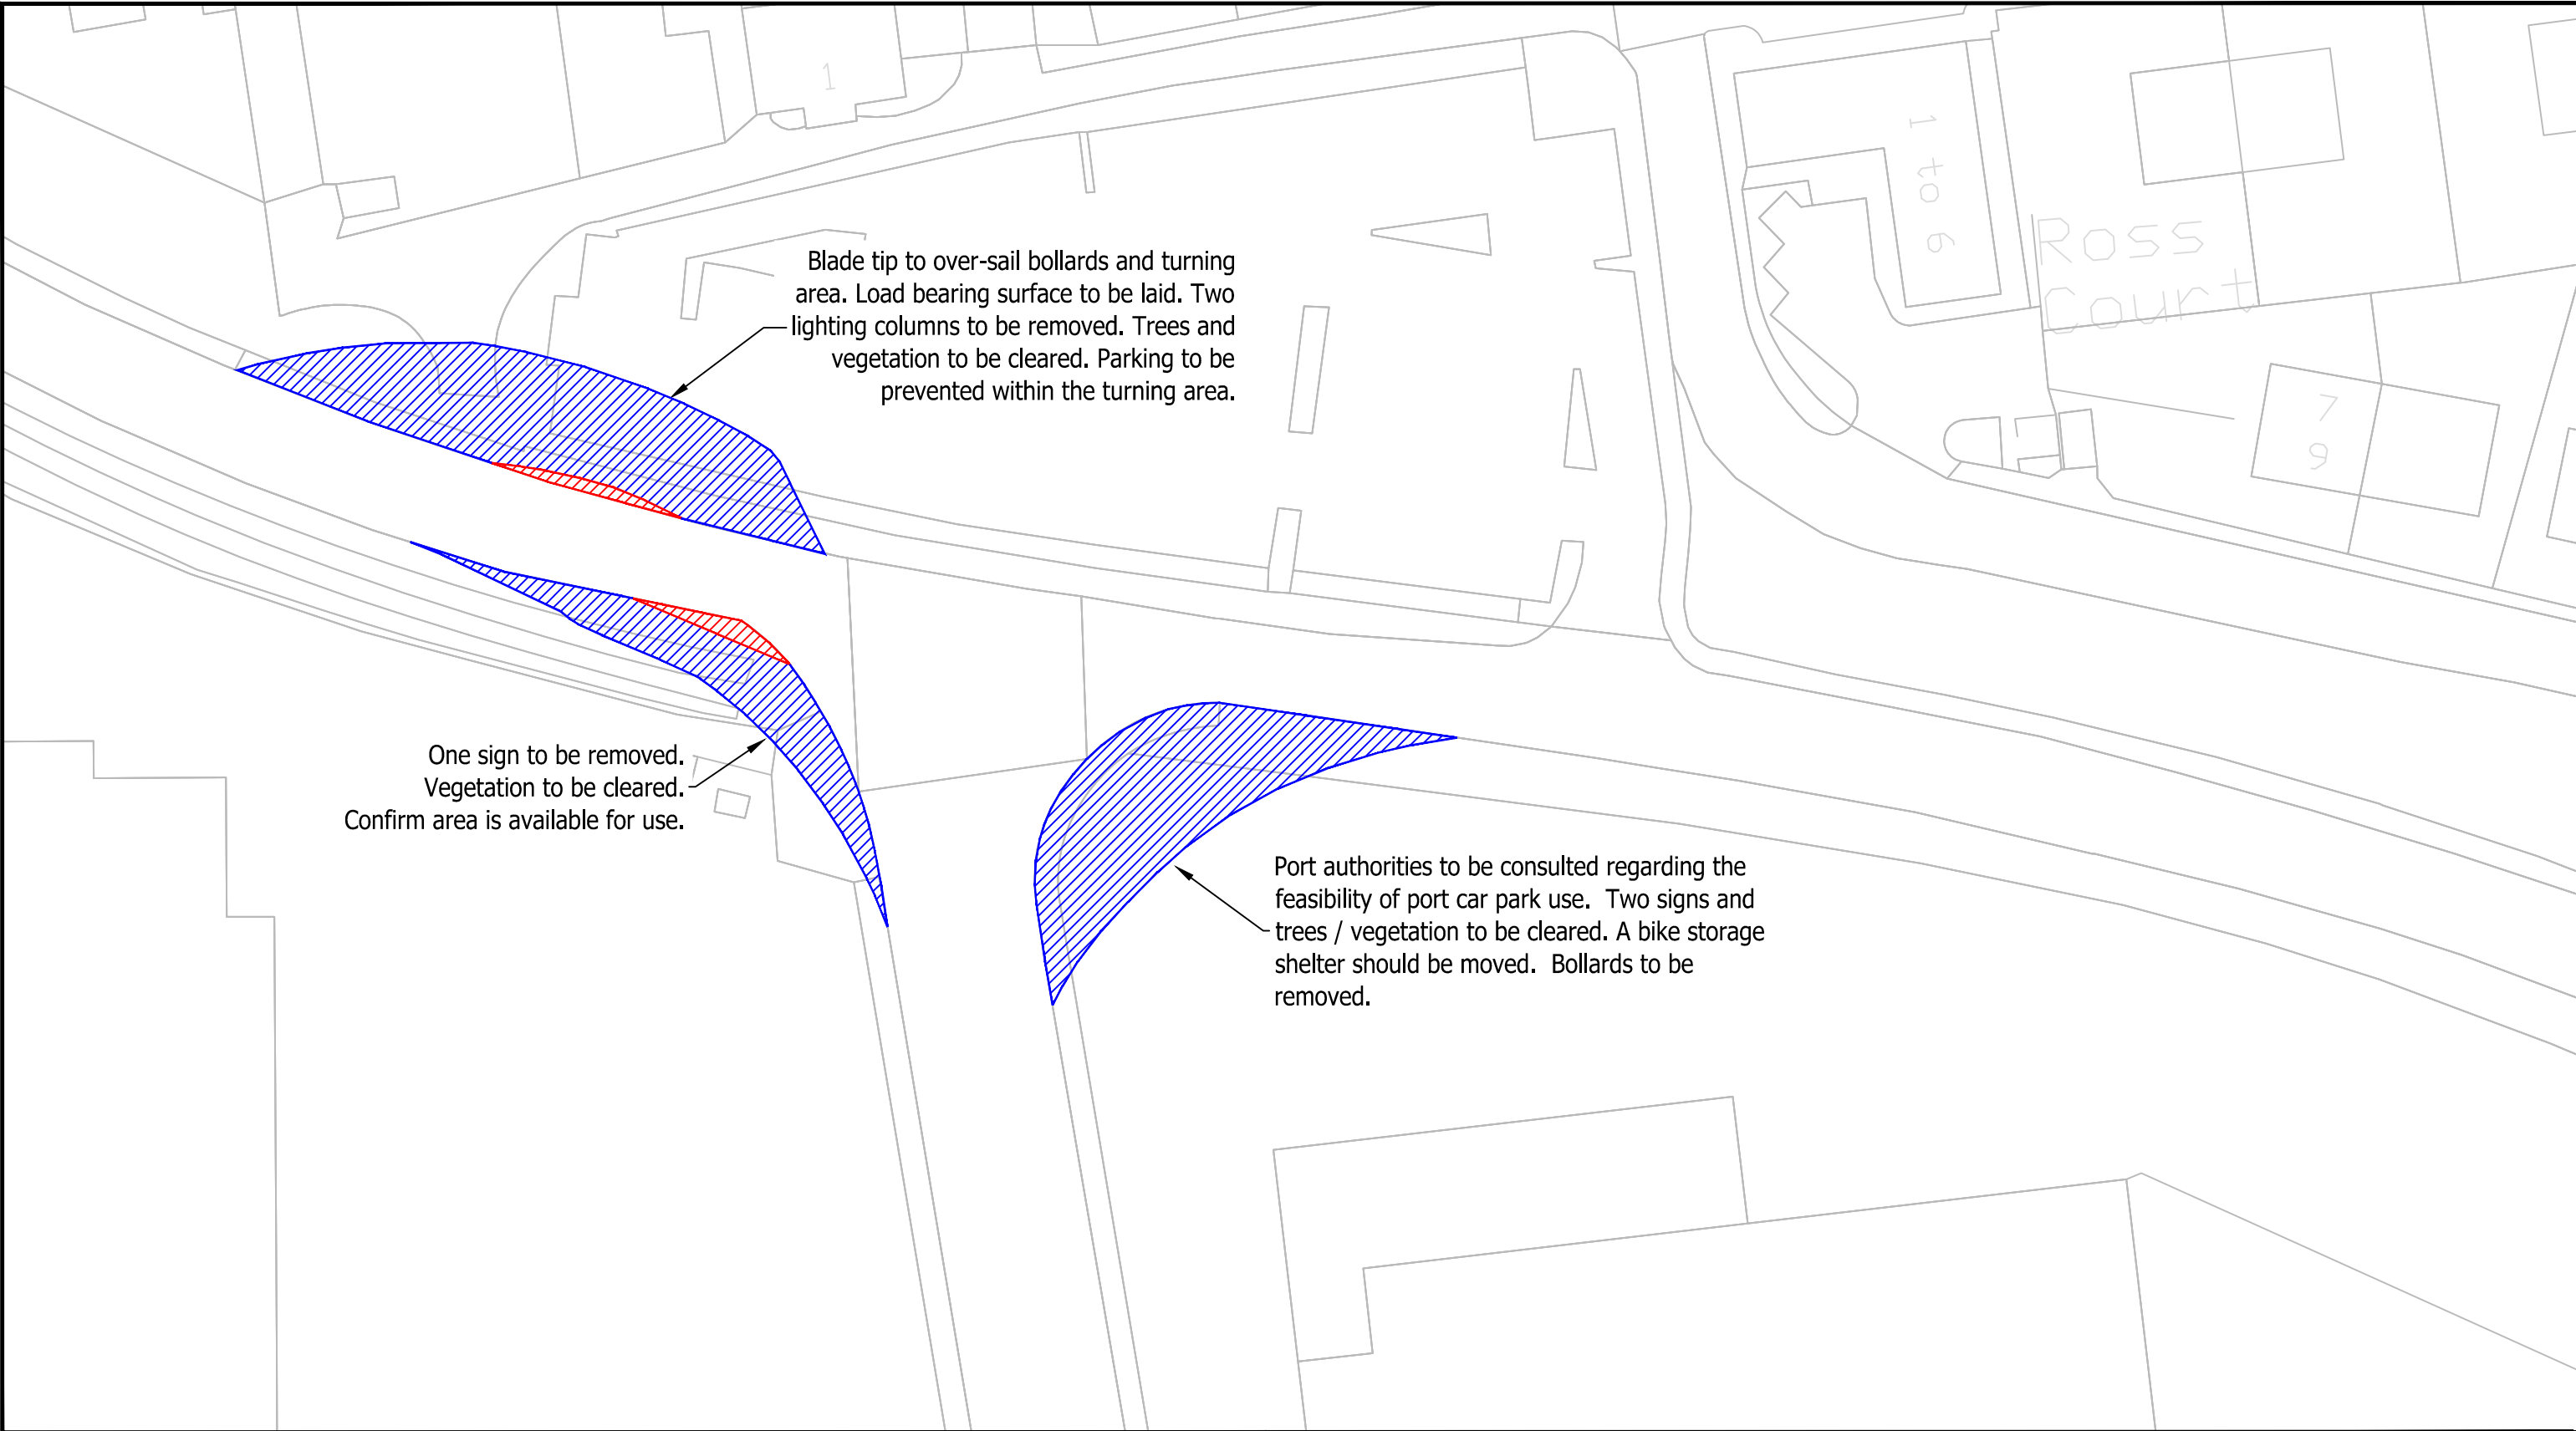 1
1 to 6
Ross
Court
Blade tip to over-sail bollards and turning
area. Load bearing surface to be laid. Two
lighting columns to be removed. Trees and
vegetation to be cleared. Parking to be
prevented within the turning area.
7
9
One sign to be removed.
Vegetation to be cleared.
Confirm area is available for use.
Port authorities to be consulted regarding the
feasibility of port car park use.  Two signs and
trees / vegetation to be cleared. A bike storage
shelter should be moved.  Bollards to be
removed.